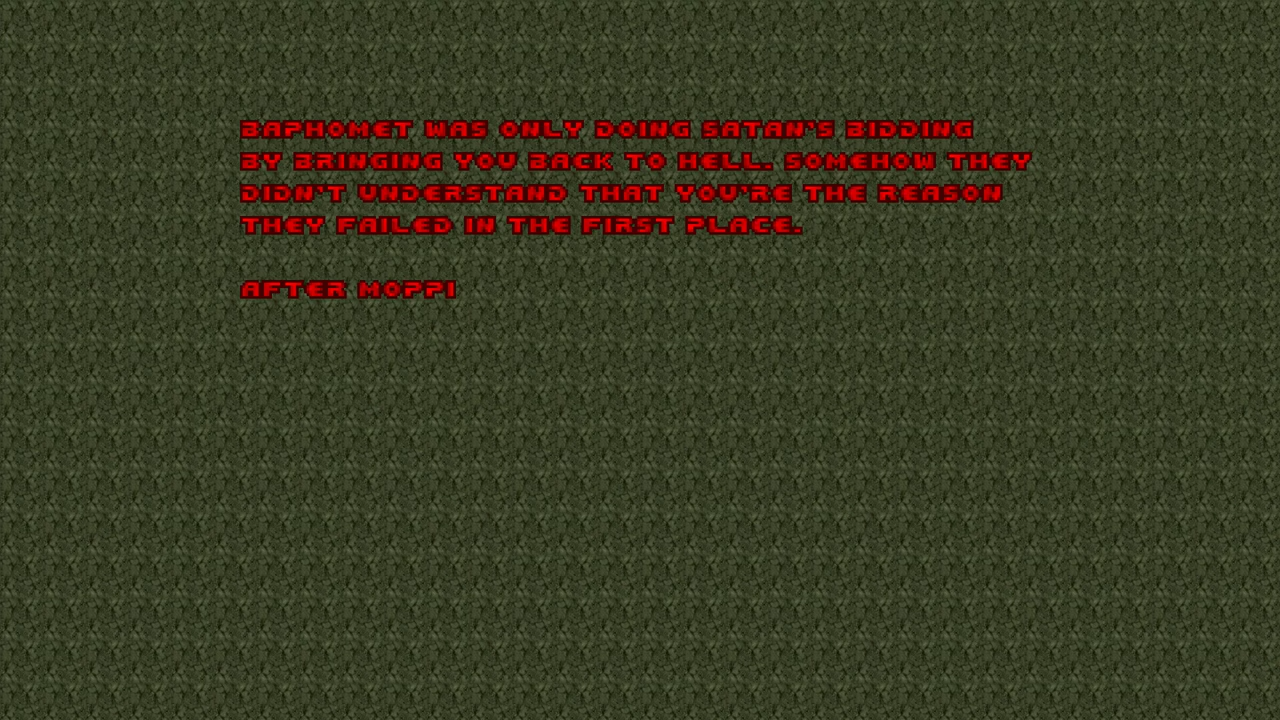 BAPHOMET WAS ONLY DOING SATAN'S BIDDING
BY BRINGING YOU BACK TO HELL. SOMEHOW THEY
DIDN'T UNDERSTAND THAT YOU'RE THE REASON
THEY FAILED IN THE FIRST PLACE.
AFTER MOPPI